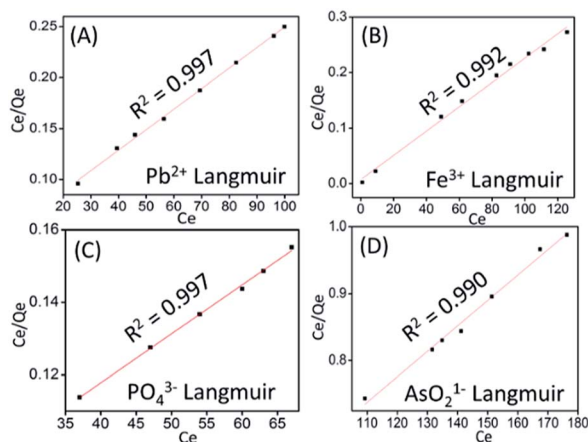 (A)
Ce/Qe
0.25
0.20
0.15
0.10
R² = 0.997
Pb²⁺ Langmuir
20 30 40 50 60 70 80 90 100
Ce
(B)
Ce/Qe
0.3
0.2
0.1
0.0
R² = 0.992
Fe³⁺ Langmuir
0 20 40 60 80 100 120
Ce
(C)
Ce/Qe
0.16
0.14
0.12
R² = 0.997
PO₄³⁻ Langmuir
35 40 45 50 55 60 65
Ce
(D)
Ce/Qe
1.0
0.9
0.8
R² = 0.990
AsO₂¹⁻ Langmuir
110 120 130 140 150 160 170 180
Ce